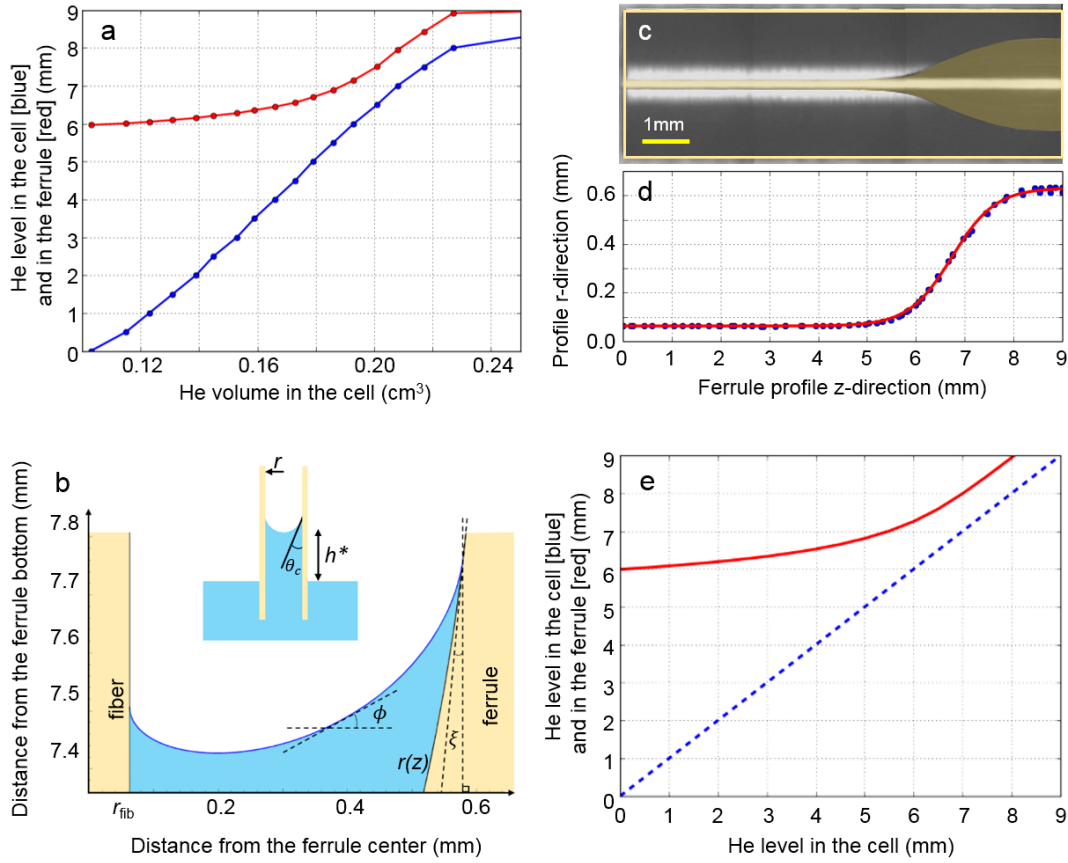 a
He level in the cell [blue]
and in the ferrule [red] (mm)
9
8
7
6
5
4
3
2
1
0
0.12
0.16
0.20
0.24
He volume in the cell (cm³)
c
1mm
d
Profile r-direction (mm)
0.6
0.4
0.2
0.0
0
1
2
3
4
5
6
7
8
9
Ferrule profile z-direction (mm)
b
Distance from the ferrule bottom (mm)
7.8
7.7
7.6
7.5
7.4
r
θc
h*
fiber
ϕ
ξ
r(z)
ferrule
rfib
0.2
0.4
0.6
Distance from the ferrule center (mm)
e
He level in the cell [blue]
and in the ferrule [red] (mm)
9
8
7
6
5
4
3
2
1
0
0
1
2
3
4
5
6
7
8
9
He level in the cell (mm)